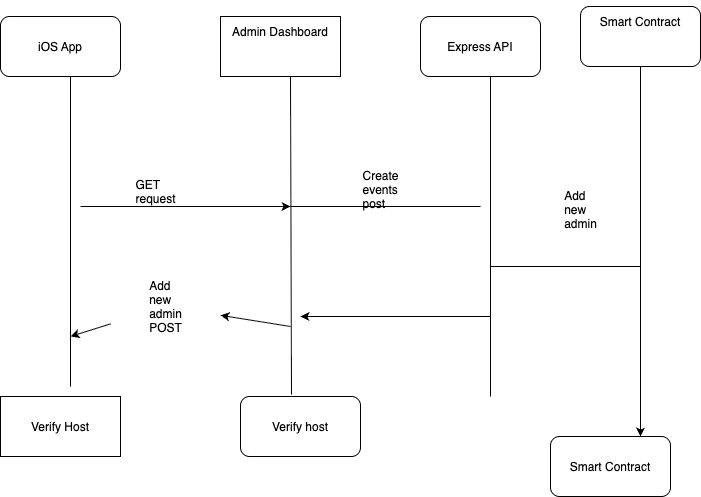 iOS App
Admin Dashboard
Express API
Smart Contract
GET
request
Create
events
post
Add
new
admin
Add
new
admin
POST
Verify Host
Verify host
Smart Contract